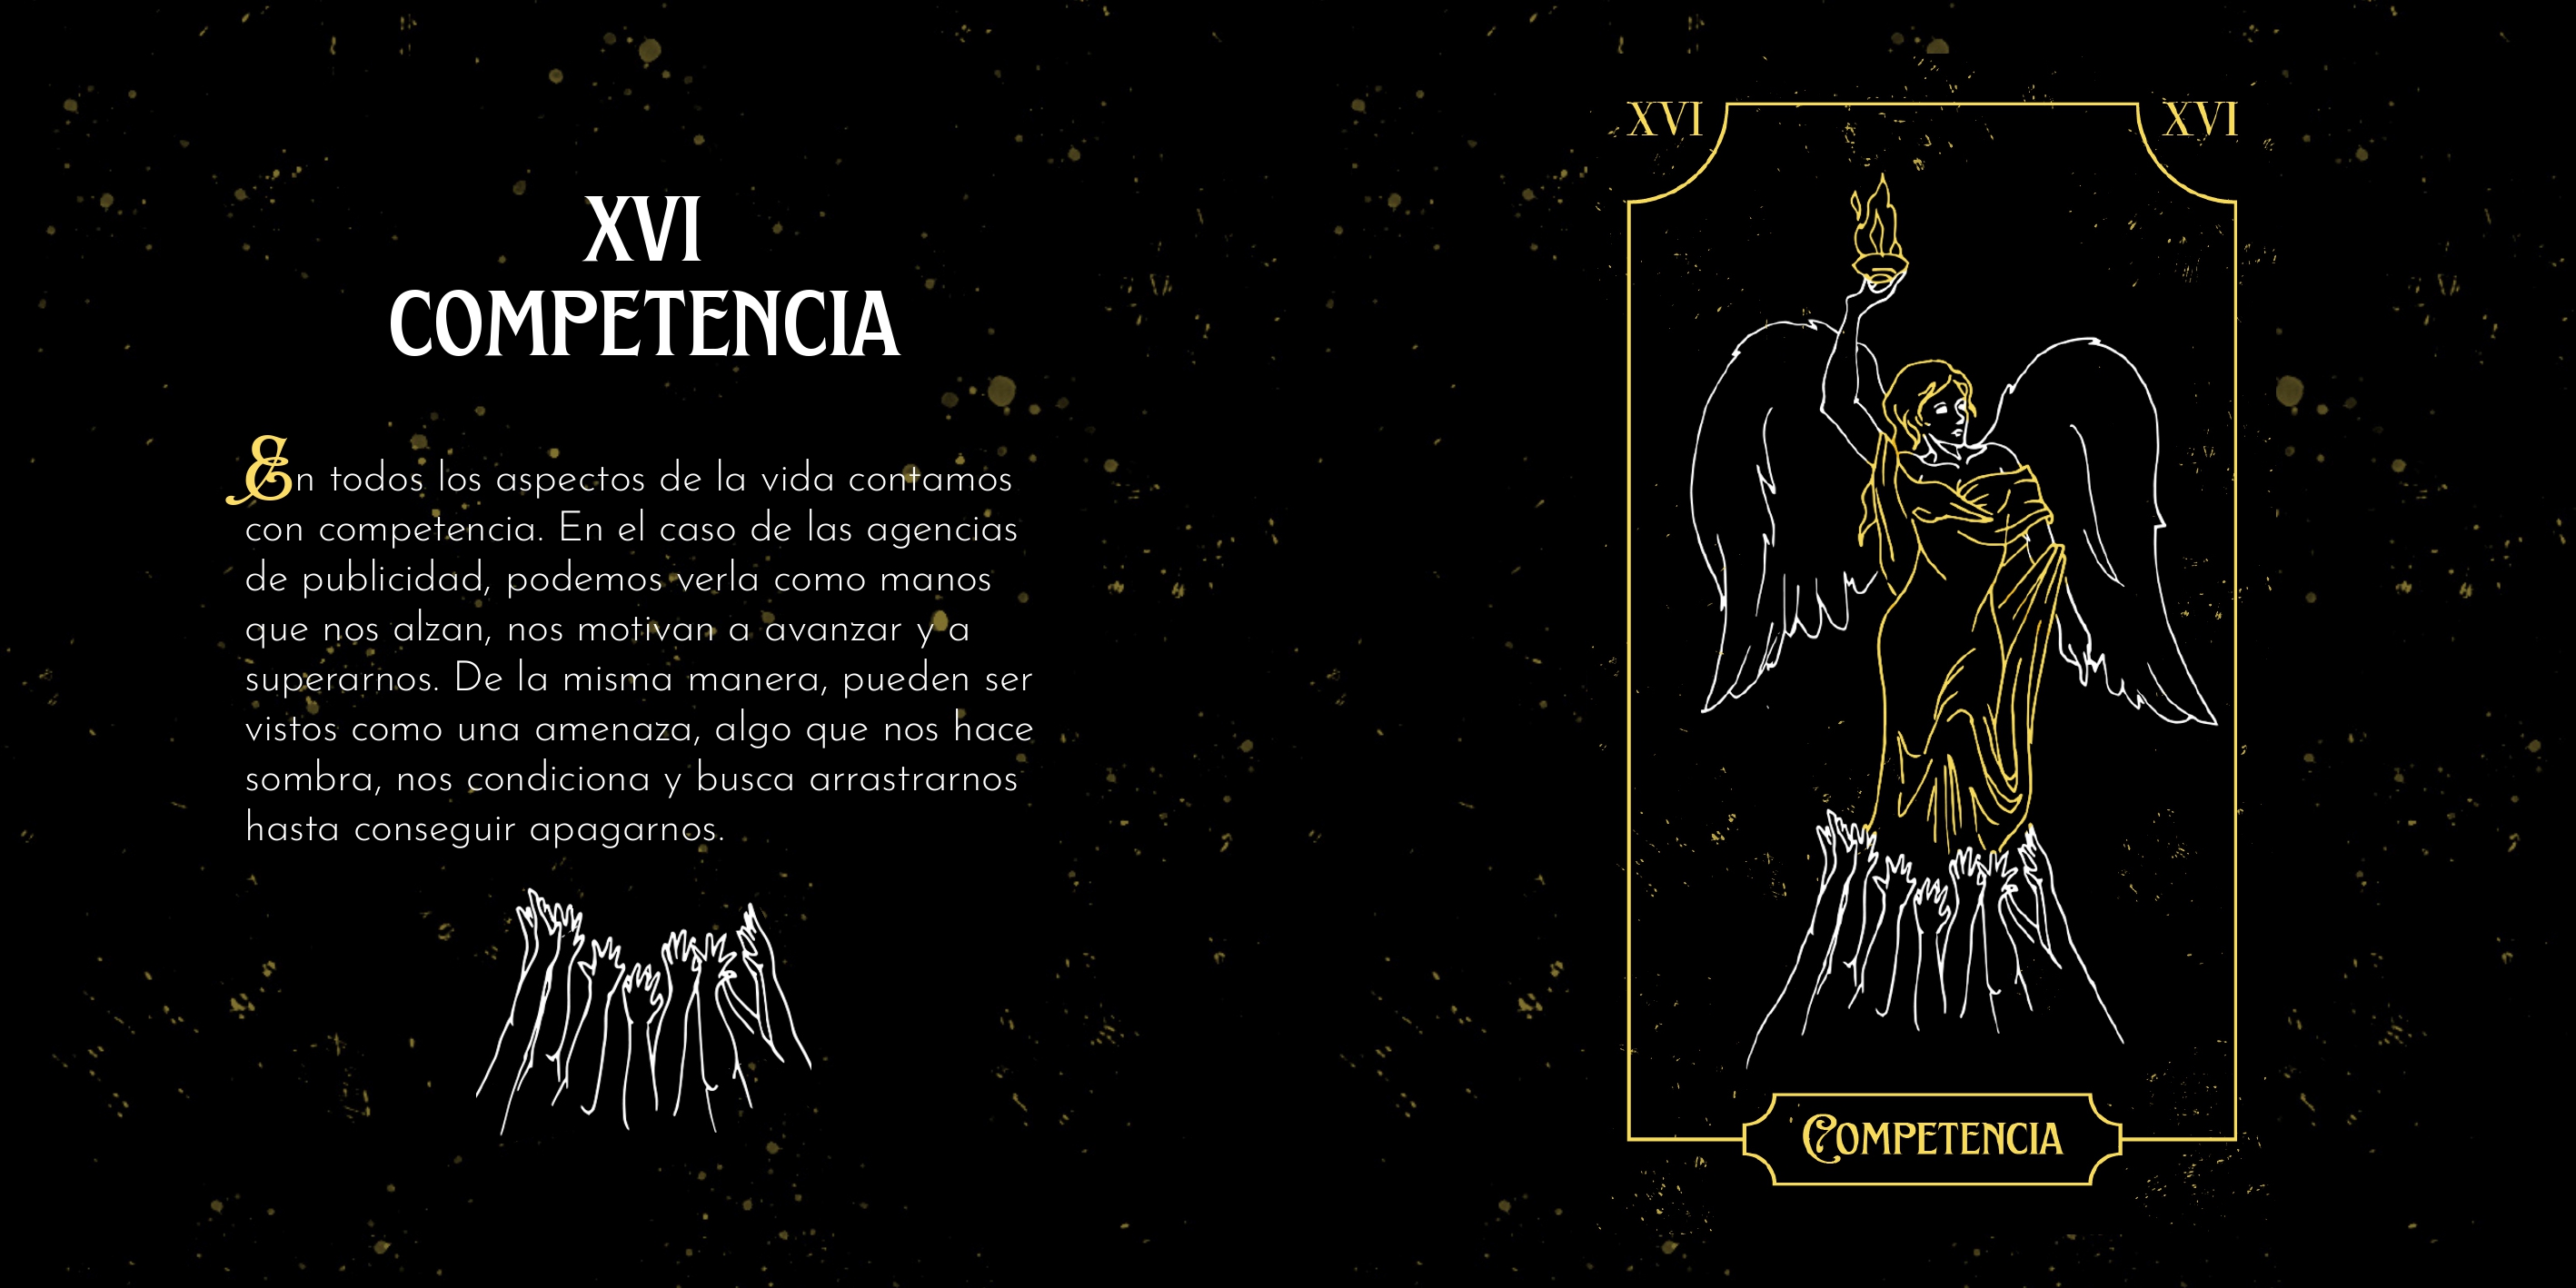 XVI
COMPETENCIA
En todos los aspectos de la vida contamos
con competencia. En el caso de las agencias
de publicidad, podemos verla como manos
que nos alzan, nos motivan a avanzar y a
superarnos. De la misma manera, pueden ser
vistos como una amenaza, algo que nos hace
sombra, nos condiciona y busca arrastrarnos
hasta conseguir apagarnos.
XVI XVI
COMPETENCIA